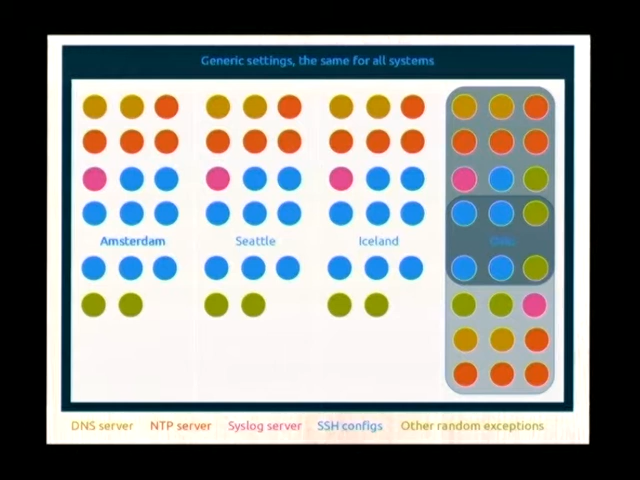 Generic settings, the same for all systems
Amsterdam
Seattle
Iceland
DNS server
NTP server
Syslog server
SSH configs
Other random exceptions